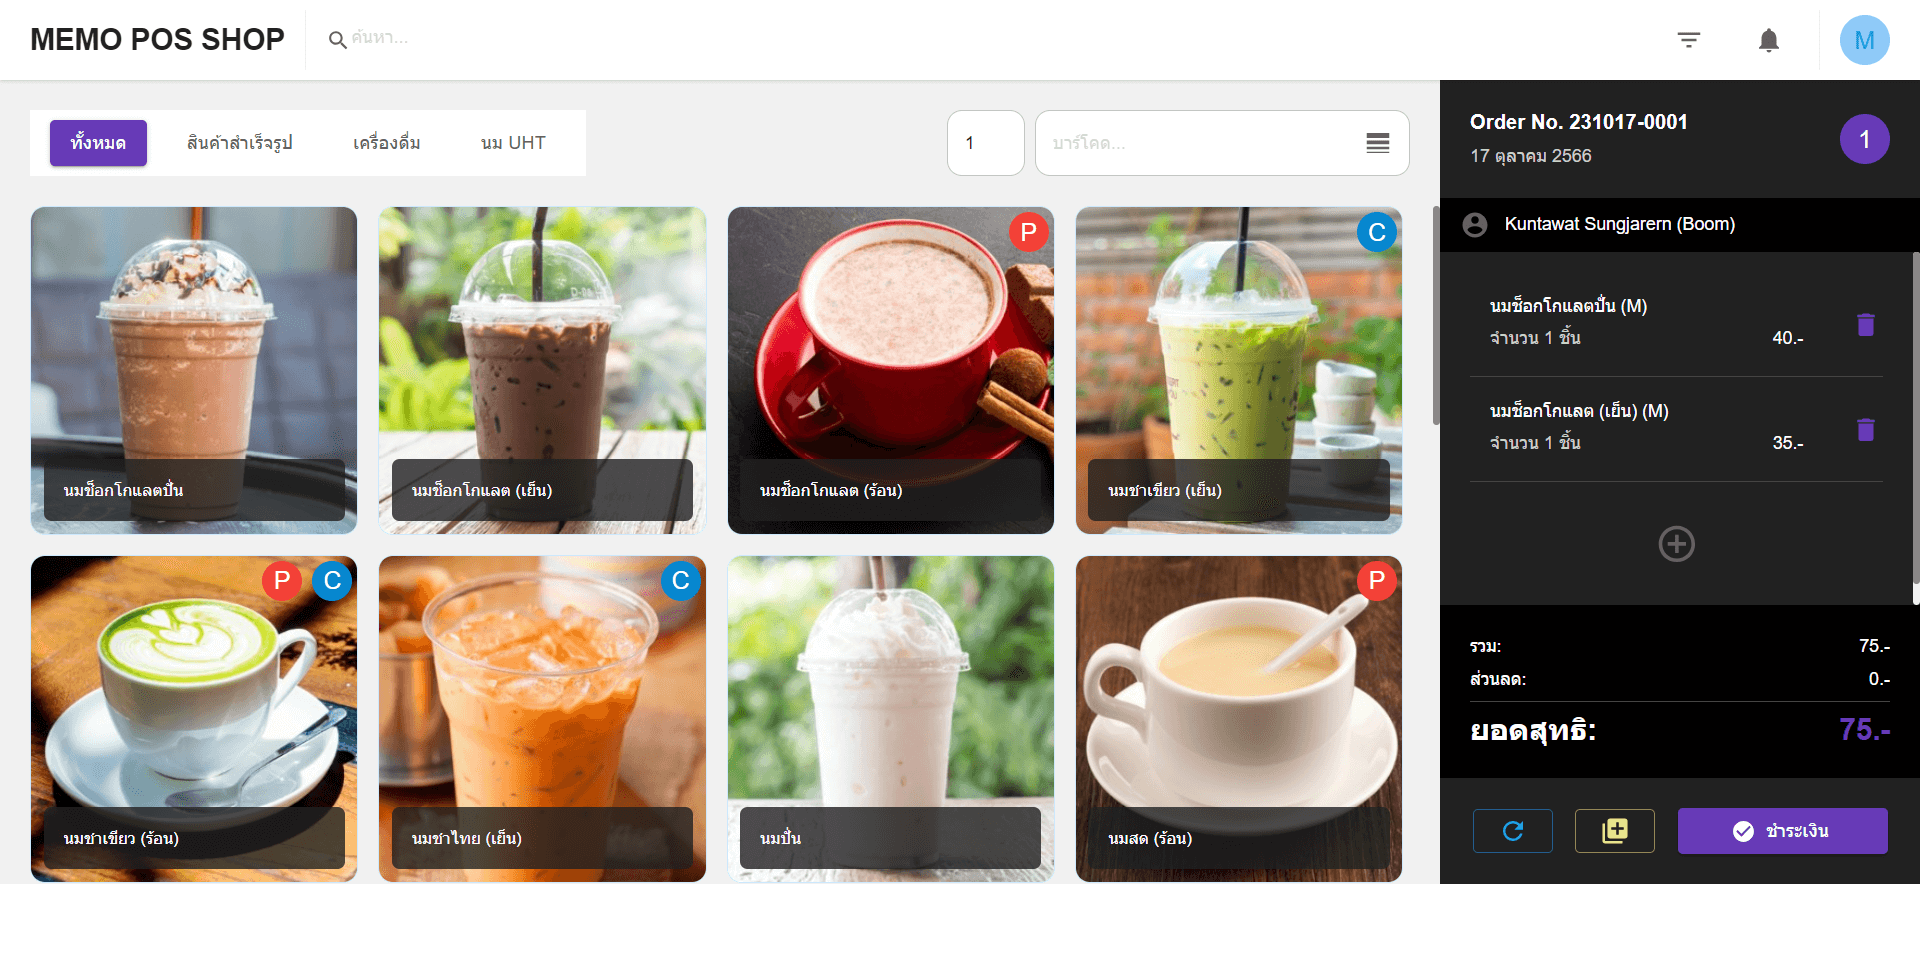 MEMO POS SHOP
ค้นหา...
M
ทั้งหมด
สินค้าสำเร็จรูป
เครื่องดื่ม
นม UHT
1
บาร์โคด...
นมช็อกโกแลตปั่น
นมช็อกโกแลต (เย็น)
P
นมช็อกโกแลต (ร้อน)
C
นมชาเขียว (เย็น)
P C
นมชาเขียว (ร้อน)
C
นมชาไทย (เย็น)
นมปั่น
P
นมสด (ร้อน)
Order No. 231017-0001
17 ตุลาคม 2566
1
Kuntawat Sungjarern (Boom)
นมช็อกโกแลตปั่น (M)
จำนวน 1 ชิ้น 40.-
นมช็อกโกแลต (เย็น) (M)
จำนวน 1 ชิ้น 35.-
รวม: 75.-
ส่วนลด: 0.-
ยอดสุทธิ: 75.-
ชำระเงิน